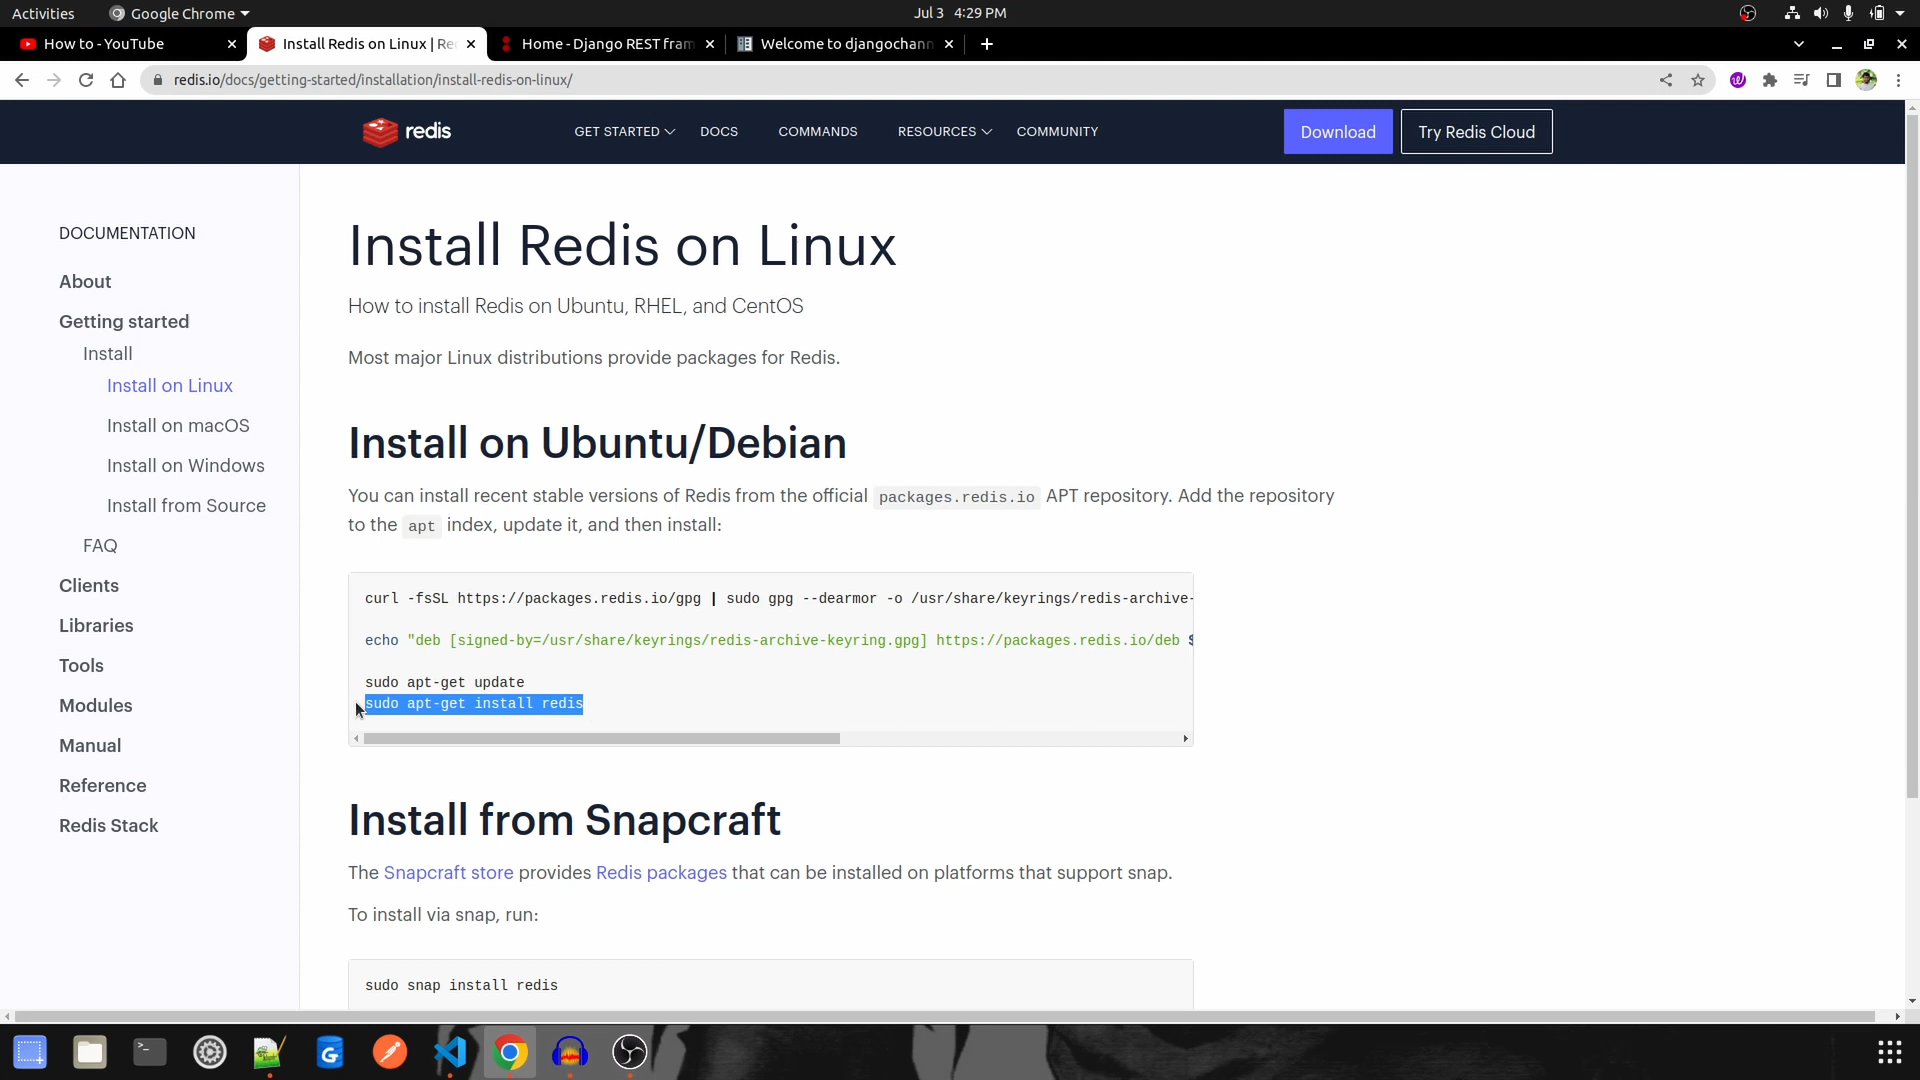 Activities
Google Chrome
Jul 3 4:29 PM
How to - YouTube
Install Redis on Linux | Re
Home - Django REST fram
Welcome to djangochann
redis.io/docs/getting-started/installation/install-redis-on-linux/
redis
GET STARTED
DOCS
COMMANDS
RESOURCES
COMMUNITY
Download
Try Redis Cloud
DOCUMENTATION
About
Getting started
Install
Install on Linux
Install on macOS
Install on Windows
Install from Source
FAQ
Clients
Libraries
Tools
Modules
Manual
Reference
Redis Stack
Install Redis on Linux
How to install Redis on Ubuntu, RHEL, and CentOS
Most major Linux distributions provide packages for Redis.
Install on Ubuntu/Debian
You can install recent stable versions of Redis from the official packages.redis.io APT repository. Add the repository
to the apt index, update it, and then install:
curl -fsSL https://packages.redis.io/gpg | sudo gpg --dearmor -o /usr/share/keyrings/redis-archive-
echo "deb [signed-by=/usr/share/keyrings/redis-archive-keyring.gpg] https://packages.redis.io/deb $
sudo apt-get update
sudo apt-get install redis
Install from Snapcraft
The Snapcraft store provides Redis packages that can be installed on platforms that support snap.
To install via snap, run:
sudo snap install redis